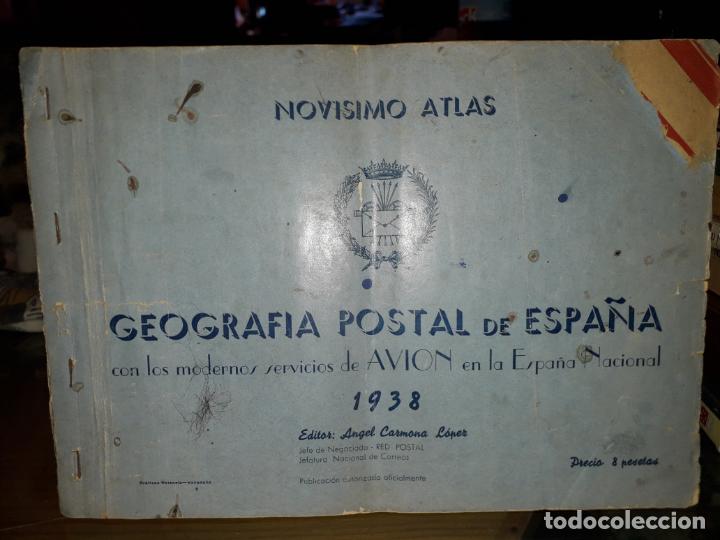 NOVISIMO ATLAS
GEOGRAFIA POSTAL DE ESPAÑA
con los modernos servicios de AVION en la España Nacional
1938
Editor: Angel Carmona López
Jefe de Negociado - RED POSTAL
Jefatura Nacional de Correos
Publicación autorizada oficialmente
Precio 8 pesetas
todocoleccion.net